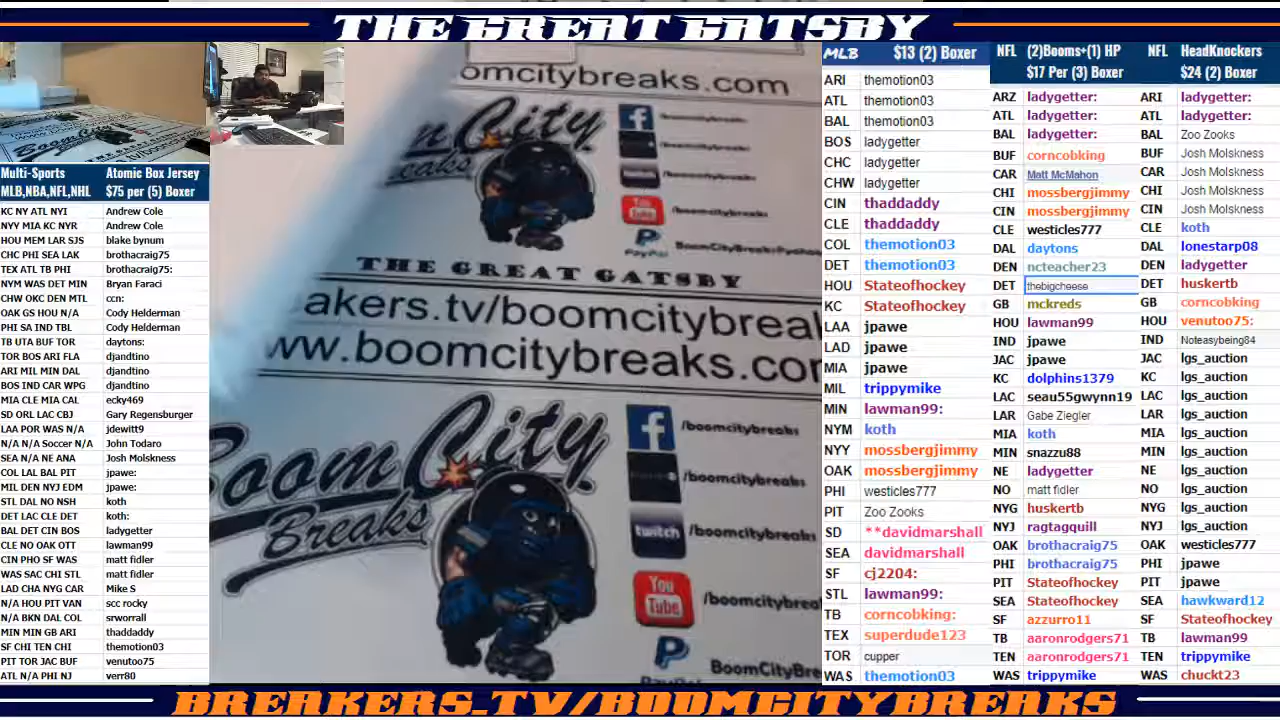 THE GREAT GATSBY
Multi-Sports Atomic Box Jersey
MLB,NBA,NFL,NHL $75 per (5) Boxer
KC NY ATL NYI Andrew Cole
NYY MIA KC NYR Andrew Cole
HOU MEM LAR SJS blake bynum
CHC PHI SEA LAK brothacraig75
TEX ATL TB PHI brothacraig75:
NYM WAS DET MIN Bryan Faraci
CHW OKC DEN MTL ccn:
OAK GS HOU N/A Cody Helderman
PHI SA IND TBL Cody Helderman
TB UTA BUF TOR daytons:
TOR BOS ARI FLA djandtino
ARI MIL MIN DAL djandtino
BOS IND CAR WPG djandtino
MIA CLE MIA CAL ecky469
SD ORL LAC CBJ Gary Regensburger
LAA POR WAS N/A jdewitt9
N/A N/A Soccer N/A John Todaro
SEA N/A NE ANA Josh Molskness
COL LAL BAL PIT jpawe:
MIL DEN NYJ EDM jpawe:
STL DAL NO NSH koth
DET LAC CLE DET koth:
BAL DET CIN BOS ladygetter
CLE NO OAK OTT lawman99
CIN PHO SF WAS matt fidler
WAS SAC CHI STL matt fidler
LAD CHA NYG CAR Mike S
N/A HOU PIT VAN scc rocky
N/A BKN DAL COL srworrall
MIN MIN GB ARI thaddaddy
SF CHI TEN CHI themotion03
PIT TOR JAC BUF venutoo75
ATL N/A PHI NJ verr80
omcitybreaks.com
n City
Breaks
BoomCityBreaks
PayPal
THE GREAT GATSBY
akers.tv/boomcitybreal
ww.boomcitybreaks.com
Boom City
Breaks
/boomcitybreaks
/boomcitybreaks
twitch /boomcitybreaks
You Tube /boomcitybreaks
BoomCityBreaks
MLB $13 (2) Boxer
ARI themotion03
ATL themotion03
BAL themotion03
BOS ladygetter
CHC ladygetter
CHW ladygetter
CIN thaddaddy
CLE thaddaddy
COL themotion03
DET themotion03
HOU Stateofhockey
KC Stateofhockey
LAA jpawe
LAD jpawe
MIA jpawe
MIL trippymike
MIN lawman99:
NYM koth
NYY mossbergjimmy
OAK mossbergjimmy
PHI westicles777
PIT Zoo Zooks
SD **davidmarshall
SEA davidmarshall
SF cj2204:
STL lawman99:
TB corncobking:
TEX superdude123
TOR cupper
WAS themotion03
NFL (2)Booms+(1) HP
$17 Per (3) Boxer
ARZ ladygetter:
ATL ladygetter:
BAL ladygetter:
BUF corncobking
CAR Matt McMahon
CHI mossbergjimmy
CIN mossbergjimmy
CLE westicles777
DAL daytons
DEN ncteacher23
DET thebigcheese
GB mckreds
HOU lawman99
IND jpawe
JAC jpawe
KC dolphins1379
LAC seau55gwynn19
LAR Gabe Ziegler
MIA koth
MIN snazzu88
NE ladygetter
NO matt fidler
NYG huskertb
NYJ ragtagquill
OAK brothacraig75
PHI brothacraig75
PIT Stateofhockey
SEA Stateofhockey
SF azzurro11
TB aaronrodgers71
TEN aaronrodgers71
WAS trippymike
NFL HeadKnockers
$24 (2) Boxer
ARI ladygetter:
ATL ladygetter:
BAL Zoo Zooks
BUF Josh Molskness
CAR Josh Molskness
CHI Josh Molskness
CIN Josh Molskness
CLE koth
DAL lonestarp08
DEN ladygetter
DET huskertb
GB corncobking
HOU venutoo75:
IND Noteasybeing84
JAC lgs_auction
KC lgs_auction
LAC lgs_auction
LAR lgs_auction
MIA lgs_auction
MIN lgs_auction
NE lgs_auction
NO lgs_auction
NYG lgs_auction
NYJ lgs_auction
OAK westicles777
PHI jpawe
PIT jpawe
SEA hawkward12
SF Stateofhockey
TB lawman99
TEN trippymike
WAS chuckt23
BREAKERS.TV/BOOMCITYBREAKS